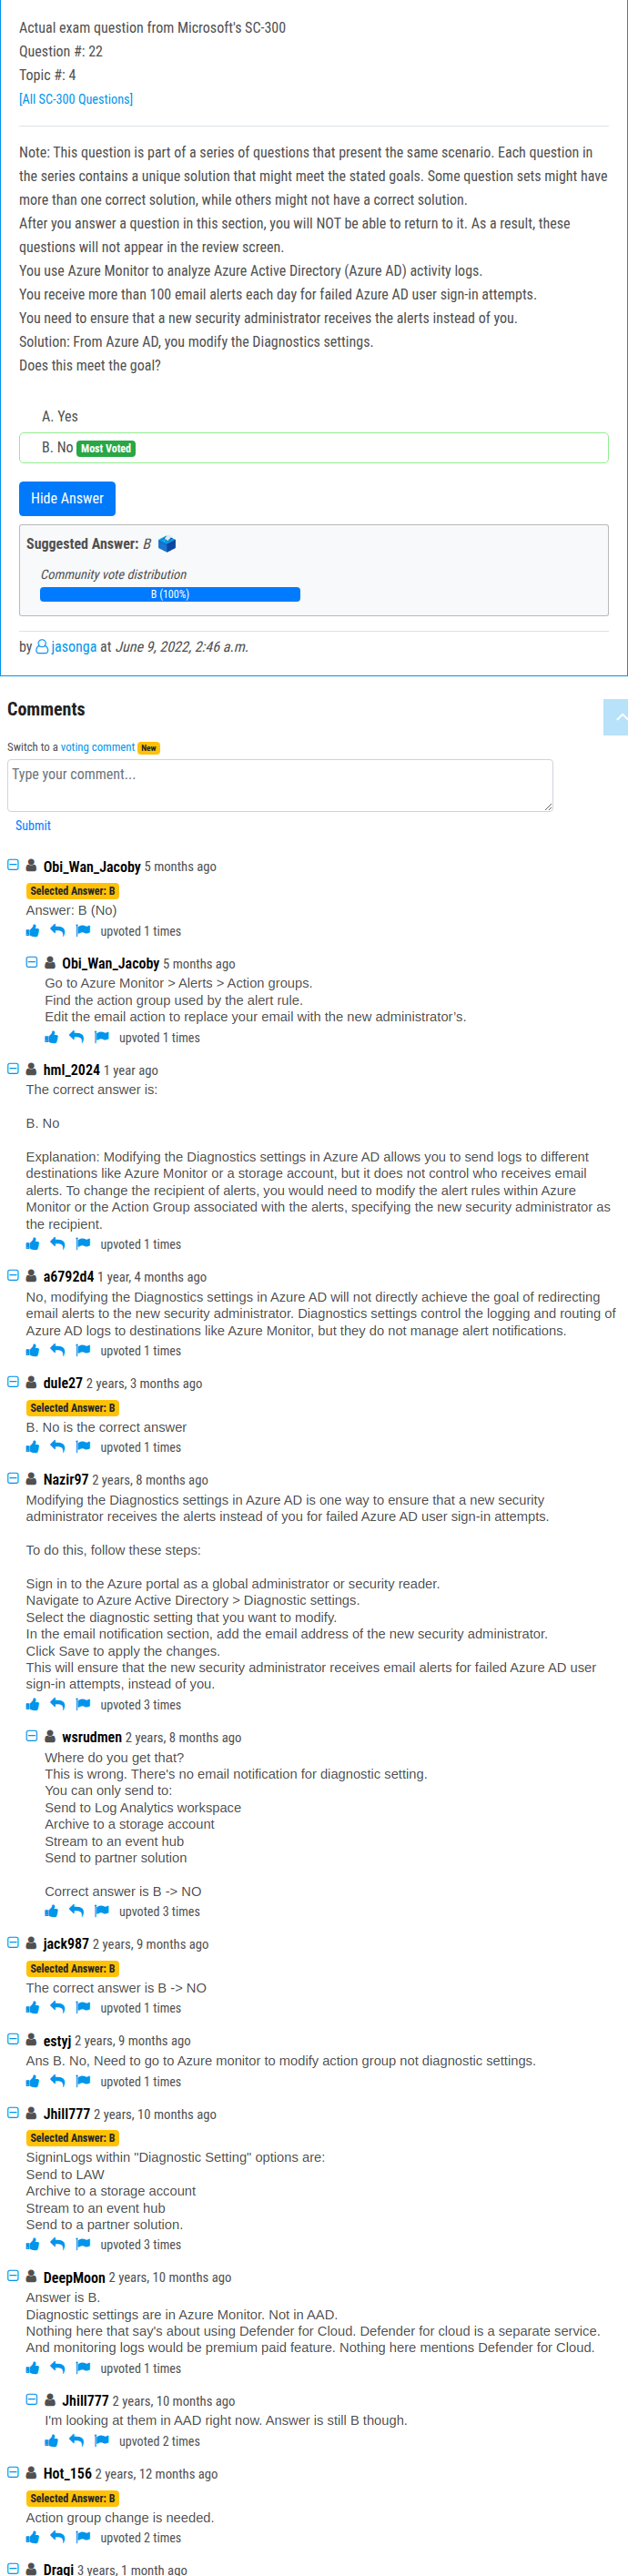 Actual exam question from Microsoft's SC-300
Question #: 22
Topic #: 4
[All SC-300 Questions]
Note: This question is part of a series of questions that present the same scenario. Each question in
the series contains a unique solution that might meet the stated goals. Some question sets might have
more than one correct solution, while others might not have a correct solution.
After you answer a question in this section, you will NOT be able to return to it. As a result, these
questions will not appear in the review screen.
You use Azure Monitor to analyze Azure Active Directory (Azure AD) activity logs.
You receive more than 100 email alerts each day for failed Azure AD user sign-in attempts.
You need to ensure that a new security administrator receives the alerts instead of you.
Solution: From Azure AD, you modify the Diagnostics settings.
Does this meet the goal?
A. Yes
B. No Most Voted
Hide Answer
Suggested Answer: B
Community vote distribution
B (100%)
by jasonga at June 9, 2022, 2:46 a.m.
Comments
Switch to a voting comment New
Type your comment...
Submit
Obi_Wan_Jacoby 5 months ago
Selected Answer: B
Answer: B (No)
upvoted 1 times
Obi_Wan_Jacoby 5 months ago
Go to Azure Monitor > Alerts > Action groups.
Find the action group used by the alert rule.
Edit the email action to replace your email with the new administrator’s.
upvoted 1 times
hml_2024 1 year ago
The correct answer is:
B. No
Explanation: Modifying the Diagnostics settings in Azure AD allows you to send logs to different
destinations like Azure Monitor or a storage account, but it does not control who receives email
alerts. To change the recipient of alerts, you would need to modify the alert rules within Azure
Monitor or the Action Group associated with the alerts, specifying the new security administrator as
the recipient.
upvoted 1 times
a6792d4 1 year, 4 months ago
No, modifying the Diagnostics settings in Azure AD will not directly achieve the goal of redirecting
email alerts to the new security administrator. Diagnostics settings control the logging and routing of
Azure AD logs to destinations like Azure Monitor, but they do not manage alert notifications.
upvoted 1 times
dule27 2 years, 3 months ago
Selected Answer: B
B. No is the correct answer
upvoted 1 times
Nazir97 2 years, 8 months ago
Modifying the Diagnostics settings in Azure AD is one way to ensure that a new security
administrator receives the alerts instead of you for failed Azure AD user sign-in attempts.
To do this, follow these steps:
Sign in to the Azure portal as a global administrator or security reader.
Navigate to Azure Active Directory > Diagnostic settings.
Select the diagnostic setting that you want to modify.
In the email notification section, add the email address of the new security administrator.
Click Save to apply the changes.
This will ensure that the new security administrator receives email alerts for failed Azure AD user
sign-in attempts, instead of you.
upvoted 3 times
wsrudmen 2 years, 8 months ago
Where do you get that?
This is wrong. There's no email notification for diagnostic setting.
You can only send to:
Send to Log Analytics workspace
Archive to a storage account
Stream to an event hub
Send to partner solution
Correct answer is B -> NO
upvoted 3 times
jack987 2 years, 9 months ago
Selected Answer: B
The correct answer is B -> NO
upvoted 1 times
estyj 2 years, 9 months ago
Ans B. No, Need to go to Azure monitor to modify action group not diagnostic settings.
upvoted 1 times
Jhill777 2 years, 10 months ago
Selected Answer: B
SigninLogs within "Diagnostic Setting" options are:
Send to LAW
Archive to a storage account
Stream to an event hub
Send to a partner solution.
upvoted 3 times
DeepMoon 2 years, 10 months ago
Answer is B.
Diagnostic settings are in Azure Monitor. Not in AAD.
Nothing here that say's about using Defender for Cloud. Defender for cloud is a separate service.
And monitoring logs would be premium paid feature. Nothing here mentions Defender for Cloud.
upvoted 1 times
Jhill777 2 years, 10 months ago
I'm looking at them in AAD right now. Answer is still B though.
upvoted 2 times
Hot_156 2 years, 12 months ago
Selected Answer: B
Action group change is needed.
upvoted 2 times
Dragi 3 years, 1 month ago